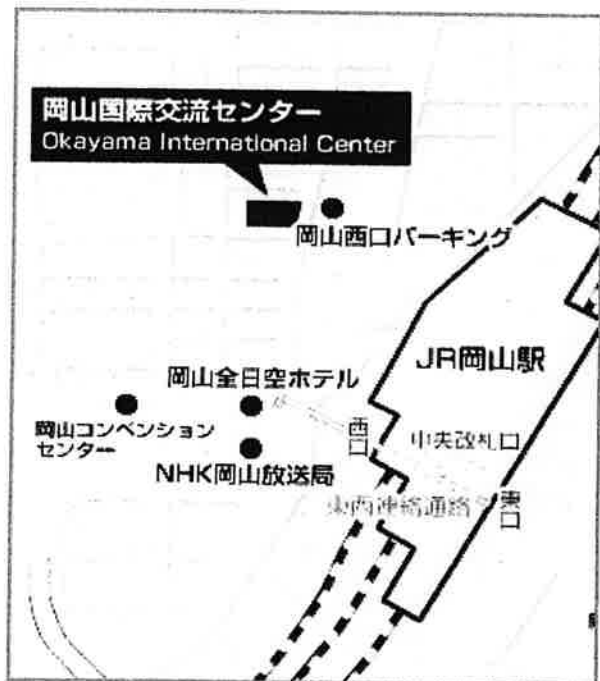 岡山国際交流センター
Okayama International Center
岡山西口パーキング
JR岡山駅
岡山全日空ホテル
岡山コンベンション
センター
西口
中央改札口
NHK岡山放送局
東西連絡通路
東口